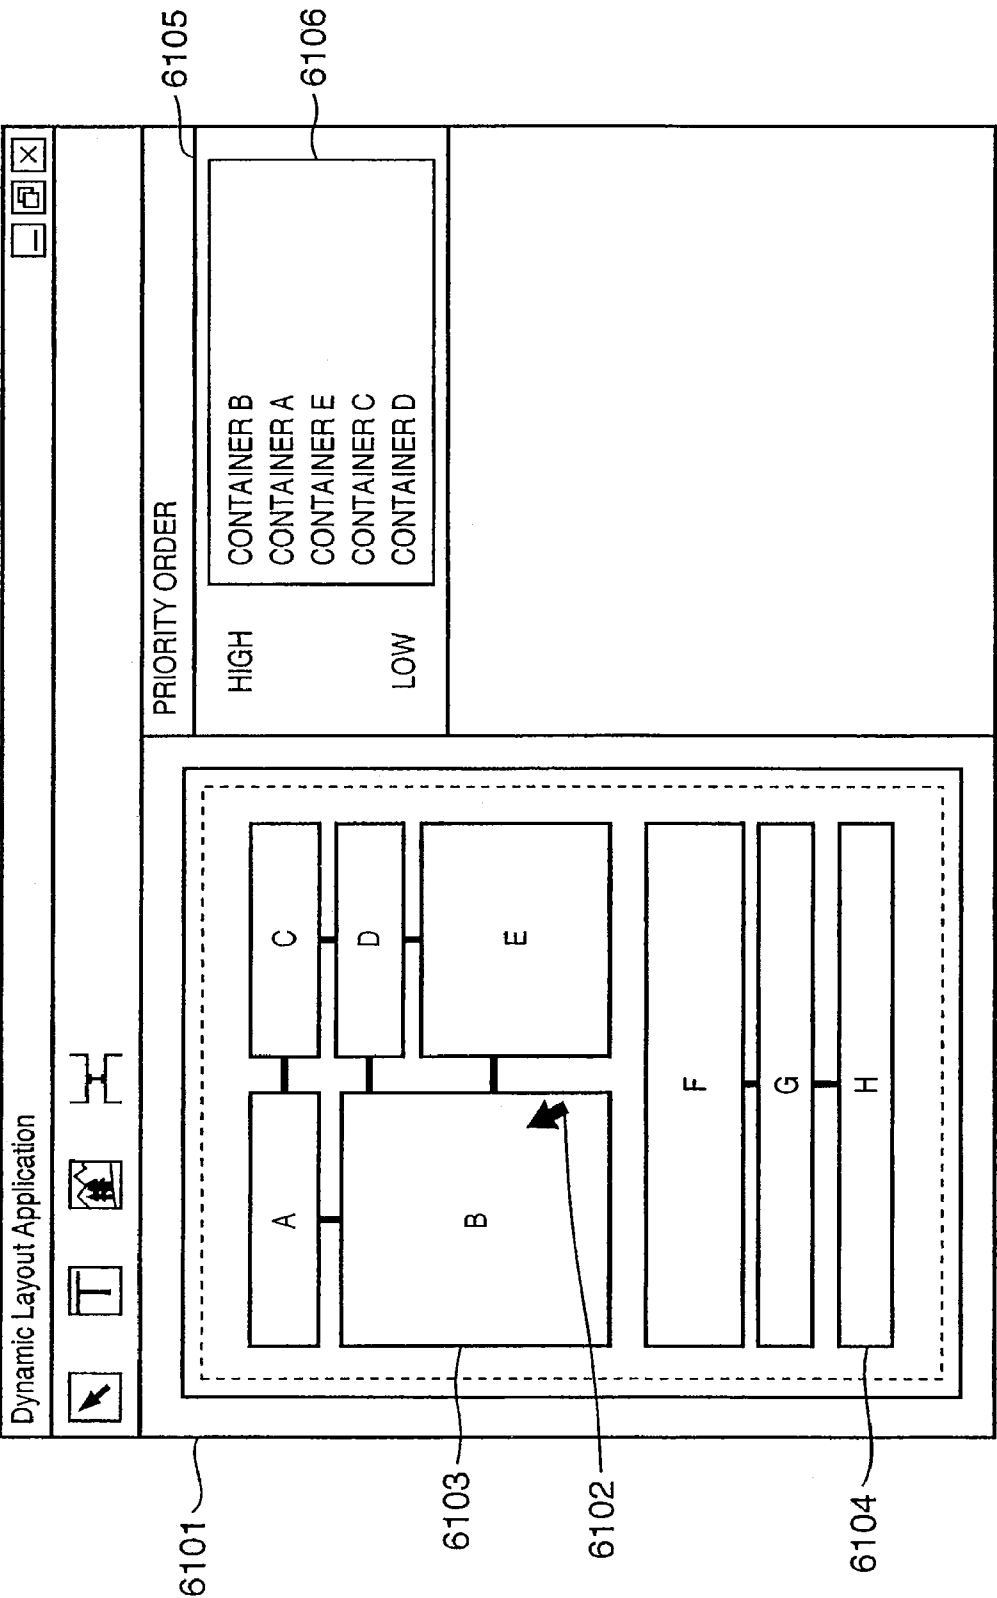 Dynamic Layout Application
T
PRIORITY ORDER
HIGH
CONTAINER B
CONTAINER A
CONTAINER E
CONTAINER C
LOW
CONTAINER D
A
C
B
D
E
F
G
H
6101
6103
6102
6104
6105
6106